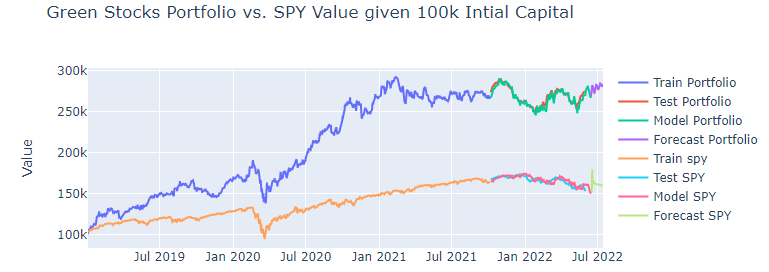 Green Stocks Portfolio vs. SPY Value given 100k Intial Capital
300k
250k
200k
150k
100k
Value
Jul 2019
Jan 2020
Jul 2020
Jan 2021
Jul 2021
Jan 2022
Jul 2022
Train Portfolio
Test Portfolio
Model Portfolio
Forecast Portfolio
Train spy
Test SPY
Model SPY
Forecast SPY